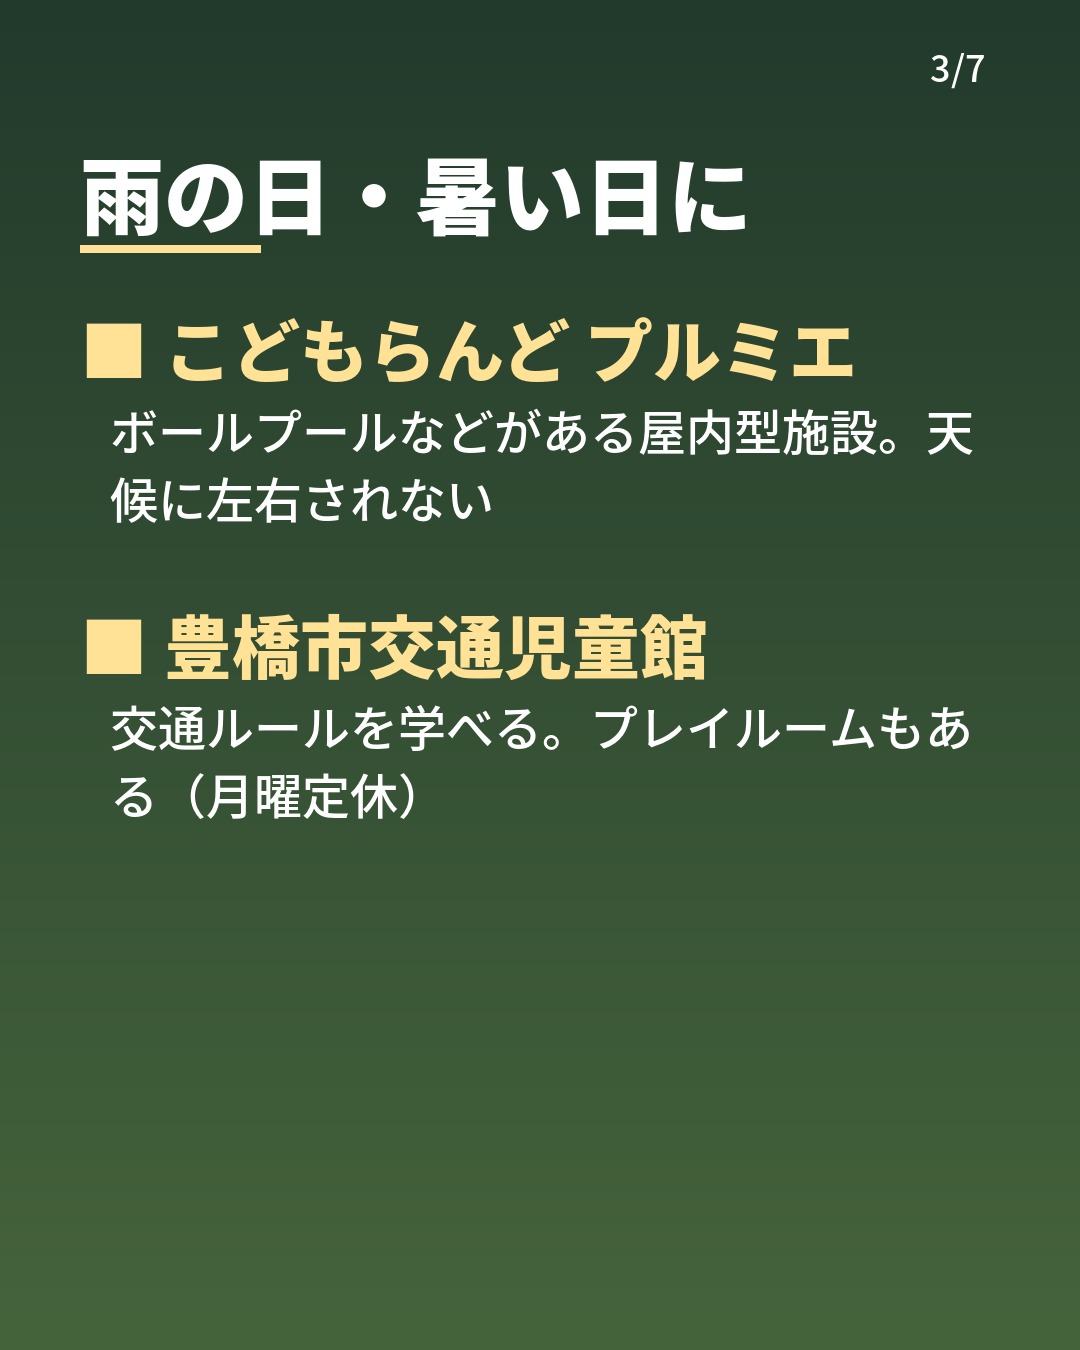 3/7
雨の日・暑い日に
■ こどもらんど プルミエ
ボールプールなどがある屋内型施設。天
候に左右されない
■ 豊橋市交通児童館
交通ルールを学べる。プレイルームもあ
る（月曜定休）